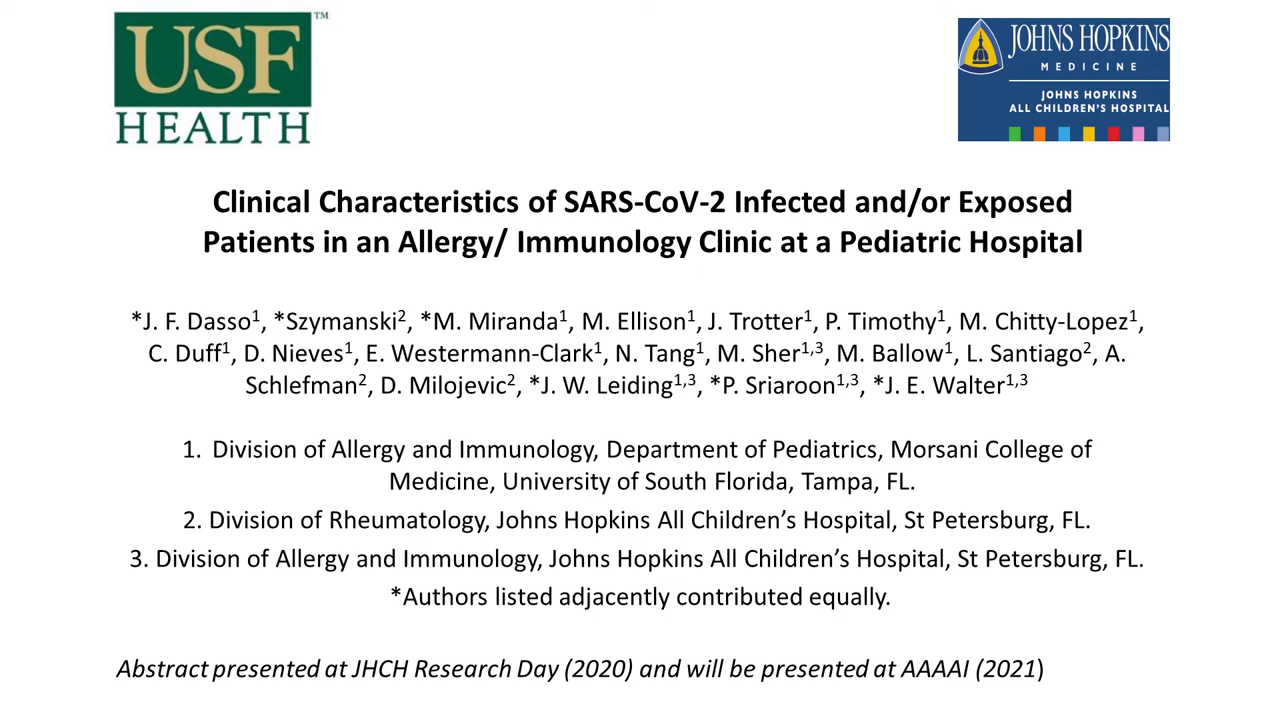 USF
HEALTH
™
JOHNS HOPKINS
MEDICINE
JOHNS HOPKINS
ALL CHILDREN'S HOSPITAL
Clinical Characteristics of SARS-CoV-2 Infected and/or Exposed
Patients in an Allergy/ Immunology Clinic at a Pediatric Hospital
*J. F. Dasso¹, *Szymanski², *M. Miranda¹, M. Ellison¹, J. Trotter¹, P. Timothy¹, M. Chitty-Lopez¹,
C. Duff¹, D. Nieves¹, E. Westermann-Clark¹, N. Tang¹, M. Sher¹,³, M. Ballow¹, L. Santiago², A.
Schlefman², D. Milojevic², *J. W. Leiding¹,³, *P. Sriaroon¹,³, *J. E. Walter¹,³
1. Division of Allergy and Immunology, Department of Pediatrics, Morsani College of
Medicine, University of South Florida, Tampa, FL.
2. Division of Rheumatology, Johns Hopkins All Children’s Hospital, St Petersburg, FL.
3. Division of Allergy and Immunology, Johns Hopkins All Children’s Hospital, St Petersburg, FL.
*Authors listed adjacently contributed equally.
Abstract presented at JHCH Research Day (2020) and will be presented at AAAAI (2021)